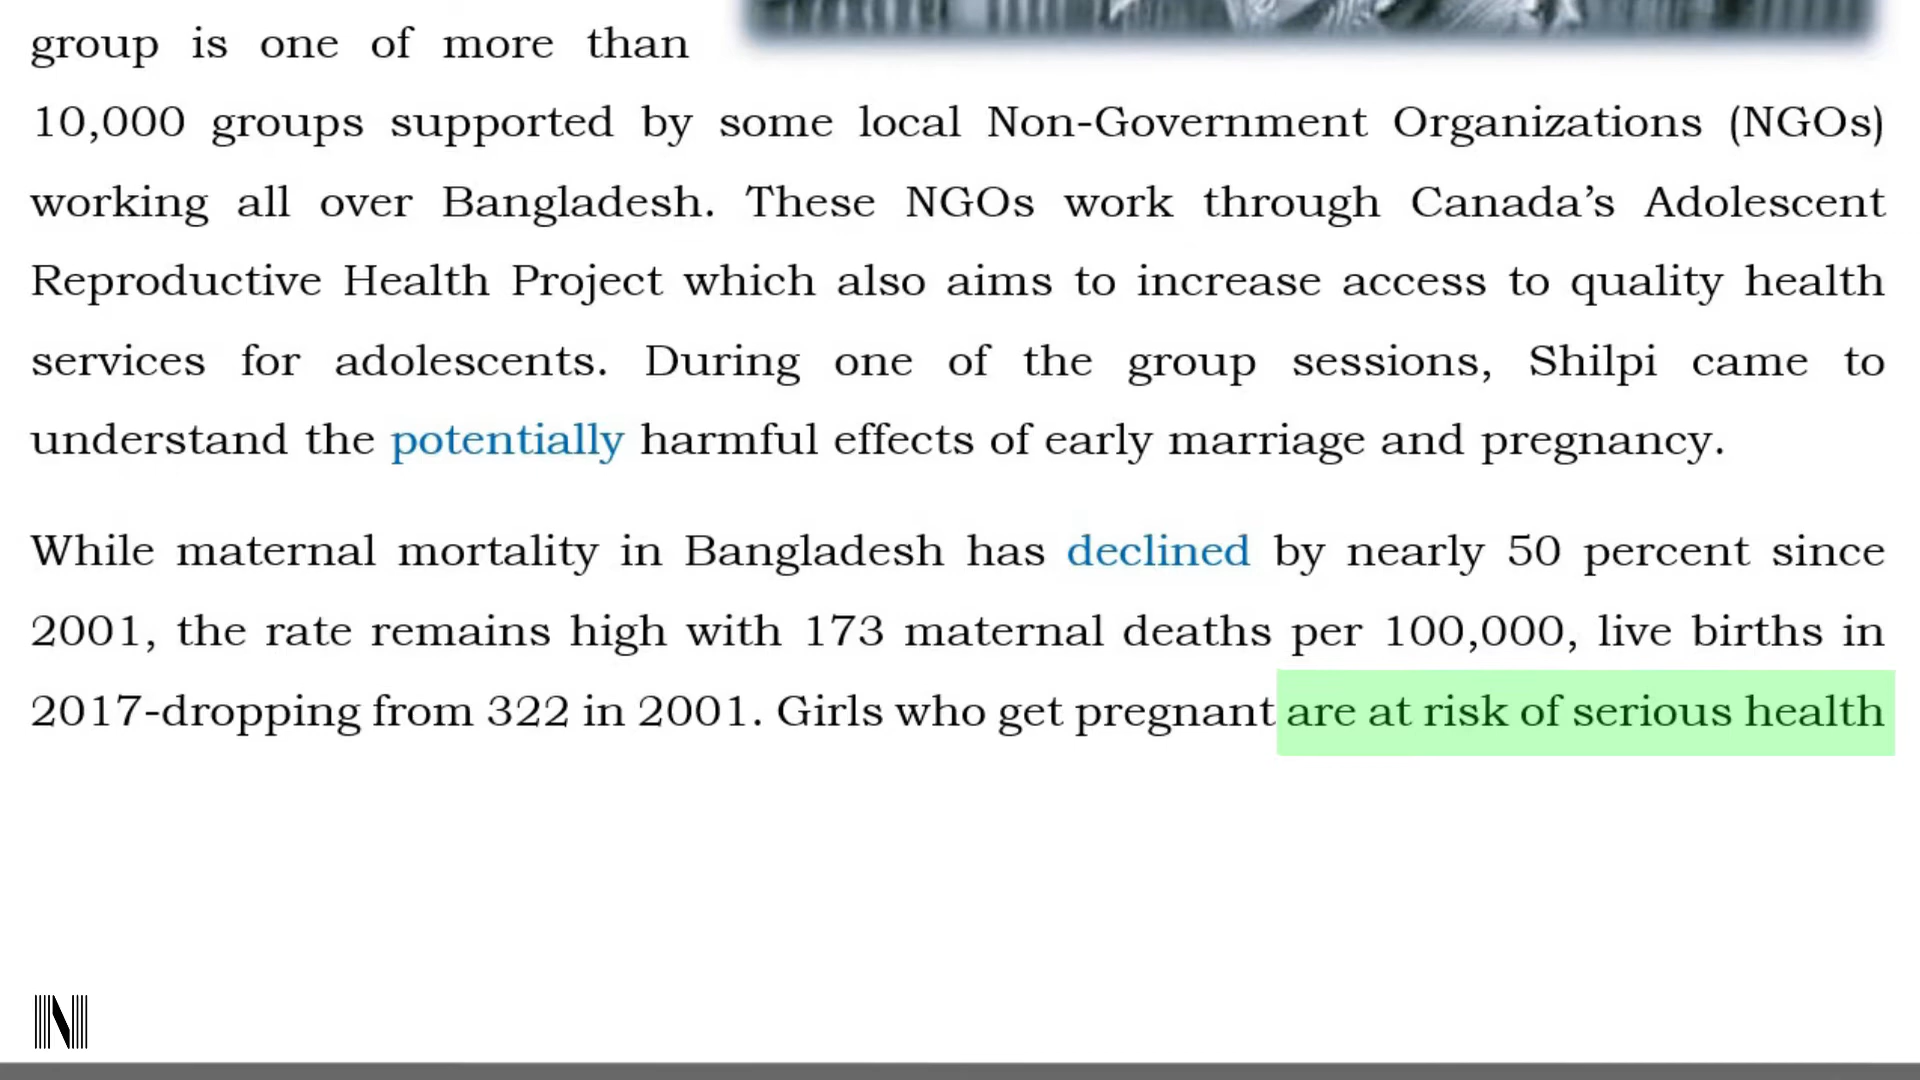 group is one of more than
10,000 groups supported by some local Non-Government Organizations (NGOs)
working all over Bangladesh. These NGOs work through Canada’s Adolescent
Reproductive Health Project which also aims to increase access to quality health
services for adolescents. During one of the group sessions, Shilpi came to
understand the potentially harmful effects of early marriage and pregnancy.
While maternal mortality in Bangladesh has declined by nearly 50 percent since
2001, the rate remains high with 173 maternal deaths per 100,000, live births in
2017-dropping from 322 in 2001. Girls who get pregnant are at risk of serious health
N